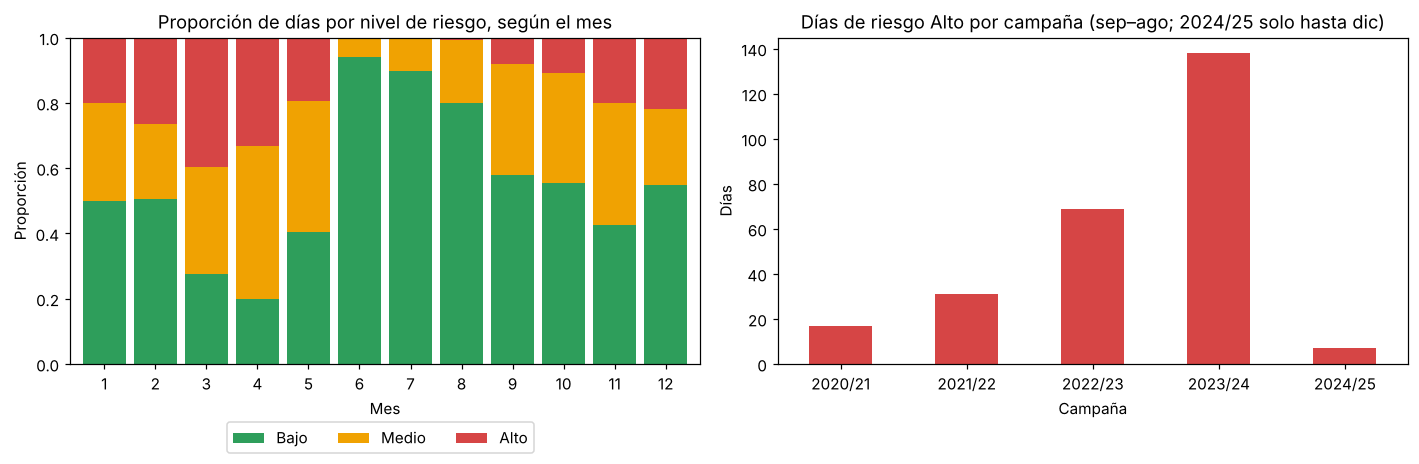 Proporción de días por nivel de riesgo, según el mes
Proporción
1.0
0.8
0.6
0.4
0.2
0.0
1 2 3 4 5 6 7 8 9 10 11 12
Mes
Bajo Medio Alto
Días de riesgo Alto por campaña (sep–ago; 2024/25 solo hasta dic)
Días
140
120
100
80
60
40
20
0
2020/21 2021/22 2022/23 2023/24 2024/25
Campaña